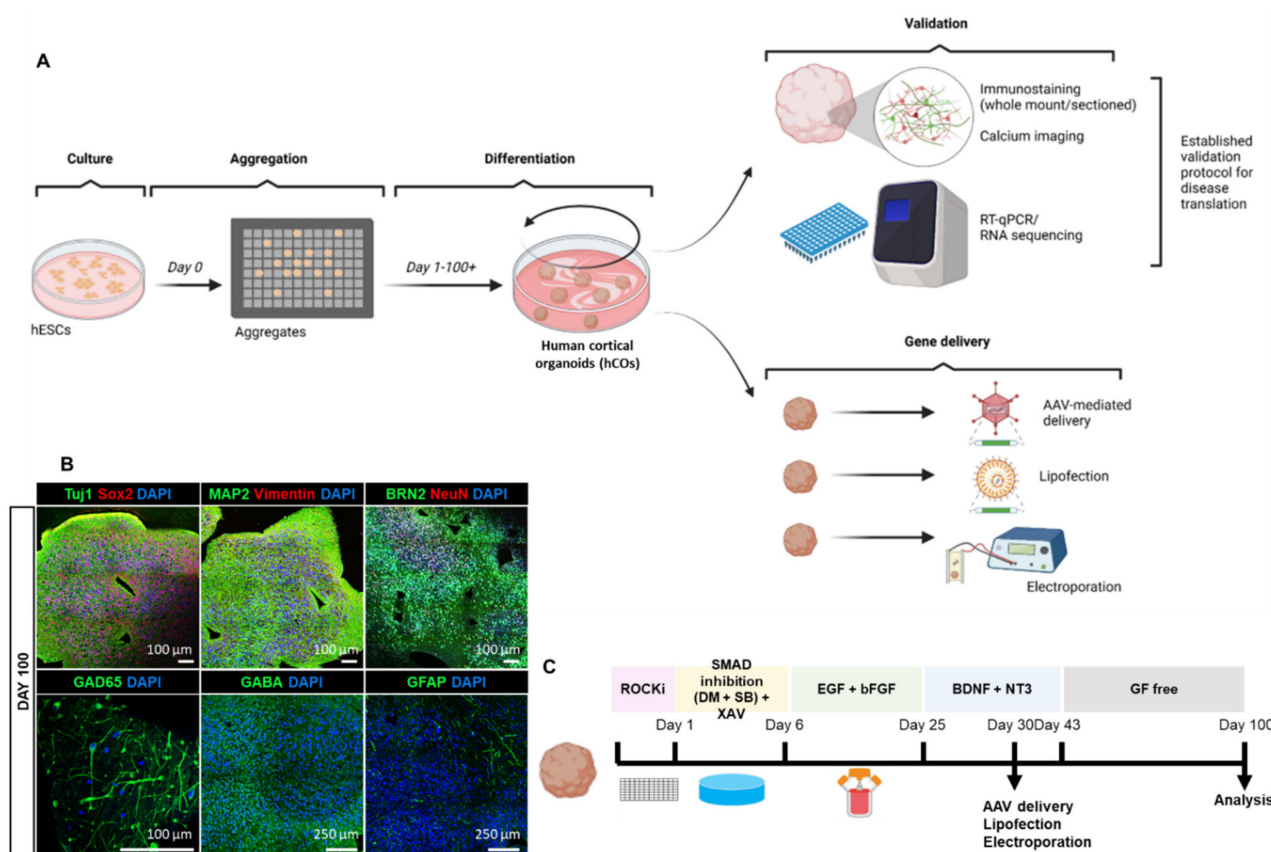 A
Culture
Aggregation
Differentiation
Day 0
Day 1-100+
hESCs
Aggregates
Human cortical
organoids (hCOs)
Validation
Immunostaining
(whole mount/sectioned)
Calcium imaging
RT-qPCR/
RNA sequencing
Established
validation
protocol for
disease
translation
Gene delivery
AAV-mediated
delivery
Lipofection
Electroporation
B
DAY 100
Tuj1 Sox2 DAPI
MAP2 Vimentin DAPI
BRN2 NeuN DAPI
100 µm
100 µm
100 µm
GAD65 DAPI
GABA DAPI
GFAP DAPI
100 µm
250 µm
250 µm
C
ROCKi
SMAD
inhibition
(DM + SB) +
XAV
EGF + bFGF
BDNF + NT3
GF free
Day 1
Day 6
Day 25
Day 30
Day 43
Day 100
AAV delivery
Lipofection
Electroporation
Analysis